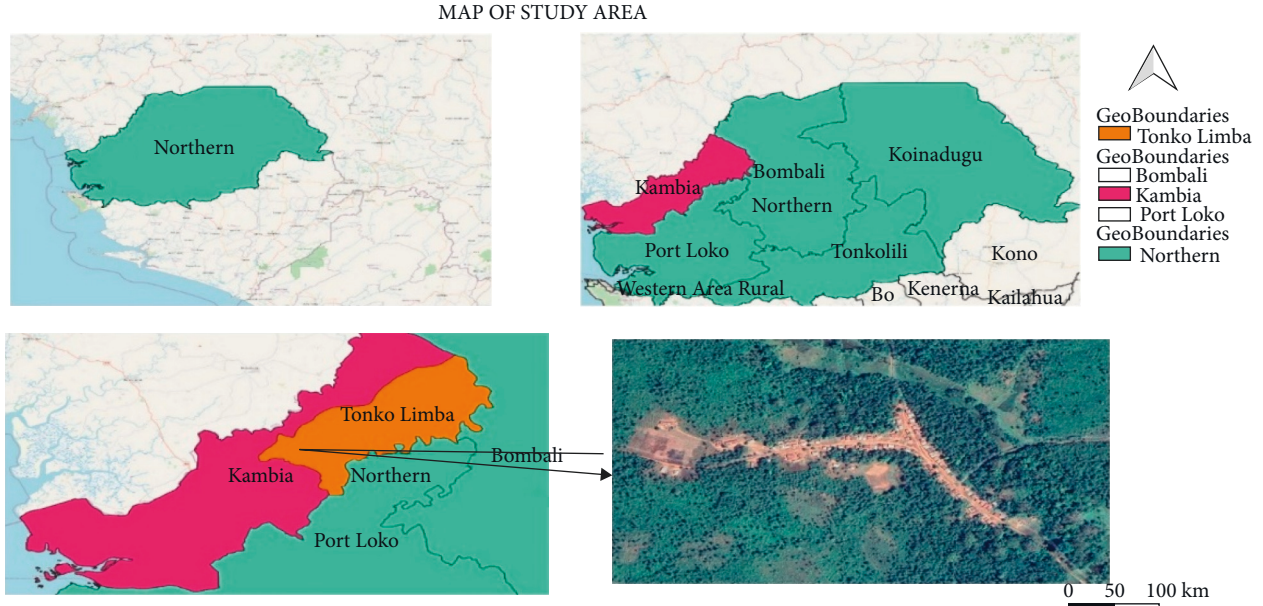 MAP OF STUDY AREA
Northern
Koinadugu
Bombali
Kambia
Northern
Port Loko
Tonkolili
Kono
Western Area Rural
Bo
Kenerna
Kailahua
GeoBoundaries
Tonko Limba
GeoBoundaries
Bombali
Kambia
Port Loko
GeoBoundaries
Northern
Tonko Limba
Bombali
Kambia
Northern
Port Loko
0 50 100 km